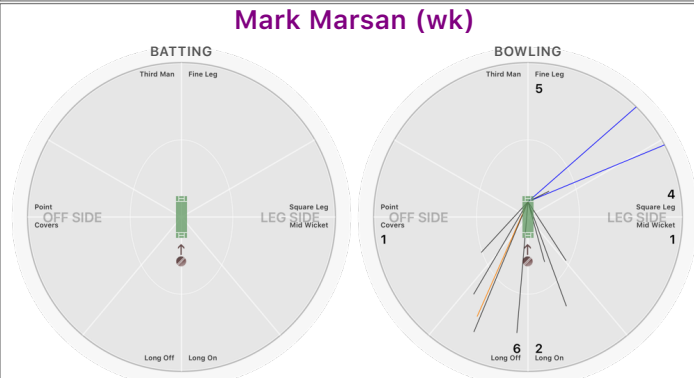 Mark Marsan (wk)
BATTING
Third Man Fine Leg
Point
OFF SIDE
Covers
Square Leg
LEG SIDE
Mid Wicket
Long Off Long On
BOWLING
Third Man Fine Leg
5
4
Point
Square Leg
OFF SIDE
LEG SIDE
Covers
Mid Wicket
1
1
6 2
Long Off Long On